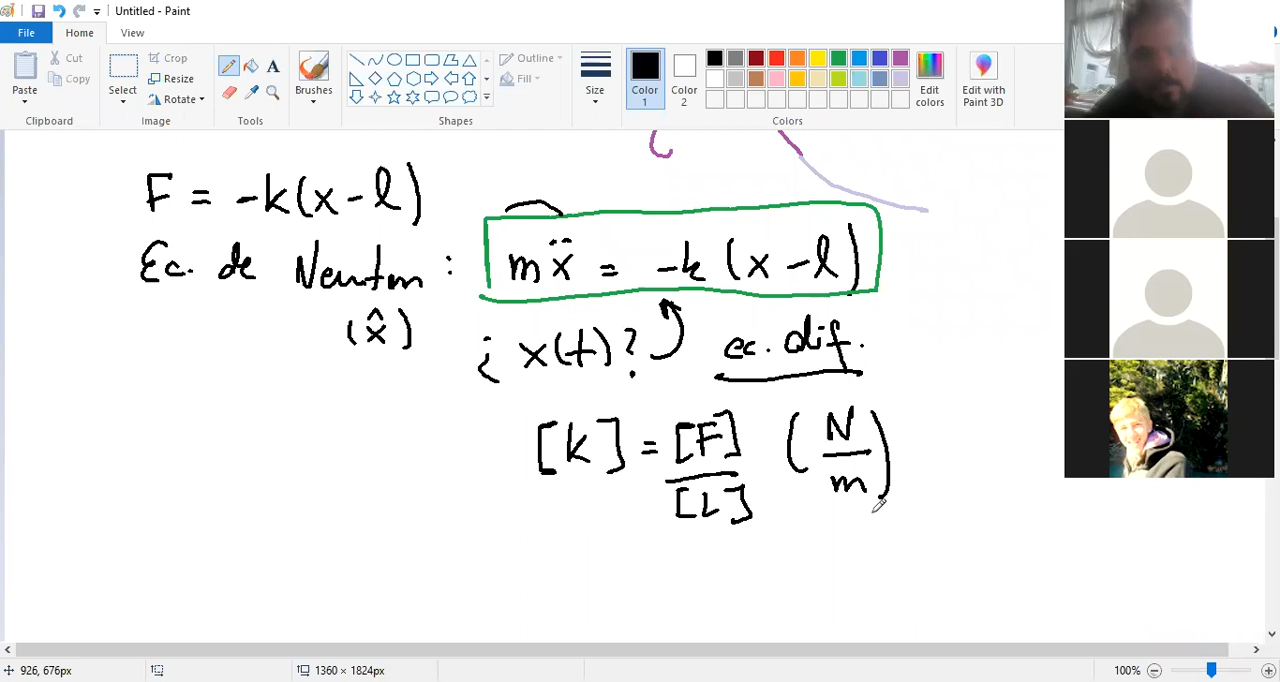 Untitled - Paint
File Home View
Paste
Cut
Copy
Clipboard
Select
Crop
Resize
Rotate
Image
Tools
Brushes
Shapes
Outline
Fill
Size
Color 1
Color 2
Colors
Edit colors
Edit with Paint 3D
F = -k(x-l)
Ec. de Newton : mẍ = -k(x-l)
(x̂)
¿x(t)? ec. dif.
[k] = [F]/[L] (N/m)
926, 676px
1360 × 1824px
100%